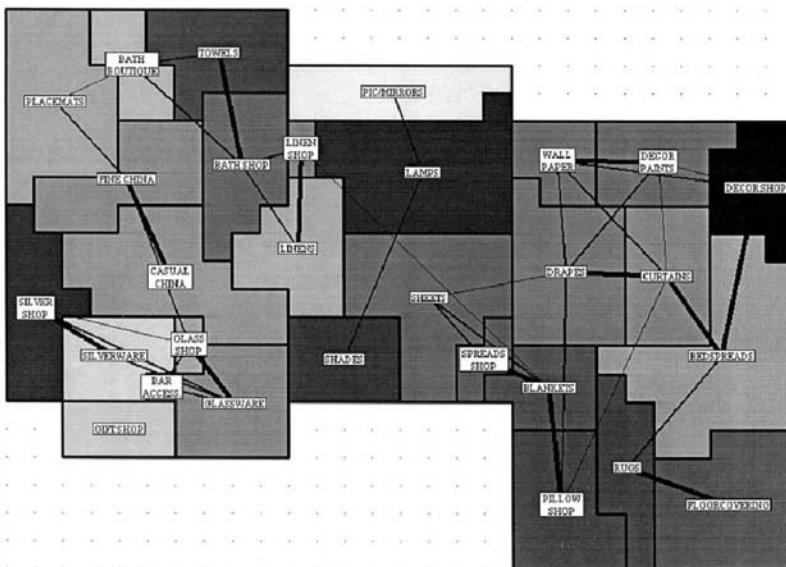 BATH
BOUTIQUE
TOWELS
PLACEMATS
PIC/MIRRORS
LINEN
SHOP
BATH SHOP
LAMPS
WALL
PAPER
DECOR
PAINTS
DECORSHOP
FINE CHINA
LINENS
CASUAL
CHINA
DRAPES
CURTAINS
SHEETS
SILVER
SHOP
GLASS
SHOP
SILVERWARE
SHADES
SPREADS
SHOP
BEDSPREADS
BAR
ACCESS
GLASSWARE
BLANKETS
GIFTSHOP
RUGS
PILLOW
SHOP
FLOORCOVERING